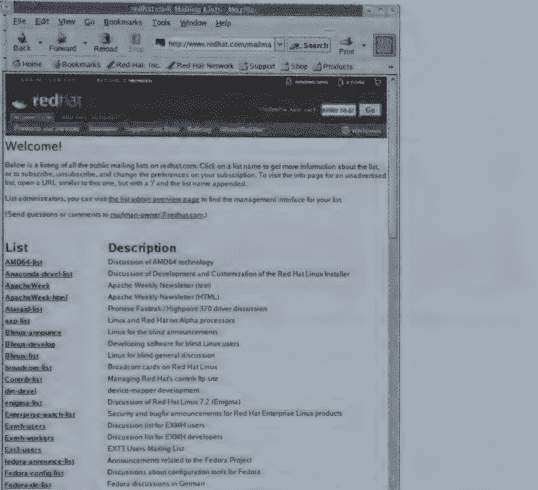 redhat.com | Mailing Lists - Mozilla
File Edit View Go Bookmarks Tools Window Help
Back Forward Reload Stop http://www.redhat.com/mailma Search Print
Home Bookmarks Red Hat, Inc. Red Hat Network Support Shop Products
redhat
Go
Welcome!
Below is a listing of all the public mailing lists on redhat.com. Click on a list name to get more information about the list,
or to subscribe, unsubscribe, and change the preferences on your subscription. To visit the info page for an unadvertised
list, open a URL similar to this one, but with a '/' and the list name appended.
List administrators, you can visit the list admin overview page to find the management interface for your list.
(Send questions or comments to mailman-owner@redhat.com.)
List Description
AMD64-list Discussion of AMD64 technology
Anaconda-devel-list Discussion of Development and Customization of the Red Hat Linux Installer
ApacheWeek Apache Weekly Newsletter (text)
ApacheWeek-html Apache Weekly Newsletter (HTML)
Ataraid-list Promise Fasttrak / Highpoint 370 driver discussion
axp-list Linux and Red Hat on Alpha processors
Blinux-announce Linux for the blind announcements
Blinux-develop Developing software for blind Linux users
Blinux-list Linux for blind general discussion
broadcom-list Broadcom cards on Red Hat Linux
Contrib-list Managing Red Hat's contrib ftp site
dm-devel device-mapper development
enigma-list Discussion of Red Hat Linux 7.2 (Enigma)
Enterprise-watch-list Security and bugfix announcements for Red Hat Enterprise Linux products
Exmh-users Discussion list for EXMH users
Exmh-workers Discussion list for EXMH developers
Ext3-users EXT3 Users Mailing List
fedora-announce-list Announcements related to the Fedora Project
Fedora-config-list Discussions about configuration tools for Fedora
Fedora-de-list Fedora discussions in German